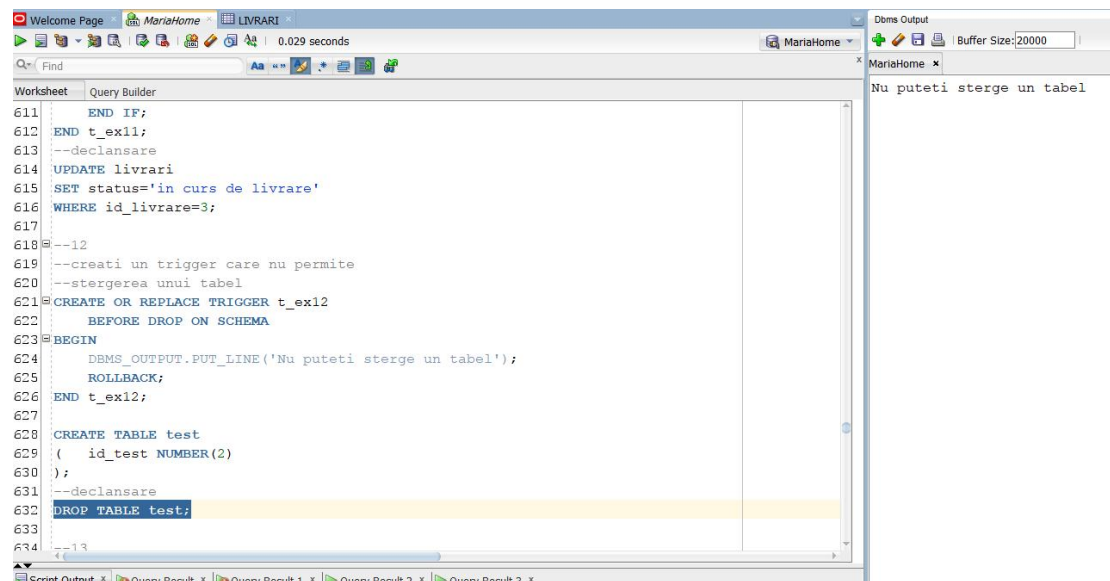 Welcome Page MariaHome LIVRARI
0.029 seconds
MariaHome
Find
Worksheet Query Builder
611 END IF;
612 END t_ex11;
613 --declansare
614 UPDATE livrari
615 SET status='in curs de livrare'
616 WHERE id_livrare=3;
617
618 --12
619 --creati un trigger care nu permite
620 --stergerea unui tabel
621 CREATE OR REPLACE TRIGGER t_ex12
622 BEFORE DROP ON SCHEMA
623 BEGIN
624 DBMS_OUTPUT.PUT_LINE('Nu puteti sterge un tabel');
625 ROLLBACK;
626 END t_ex12;
627
628 CREATE TABLE test
629 ( id_test NUMBER(2)
630 );
631 --declansare
632 DROP TABLE test;
633
634 --13
Script Output x Query Result x Query Result 1 x Query Result 2 x Query Result 3 x
Dbms Output
Buffer Size: 20000
MariaHome x
Nu puteti sterge un tabel